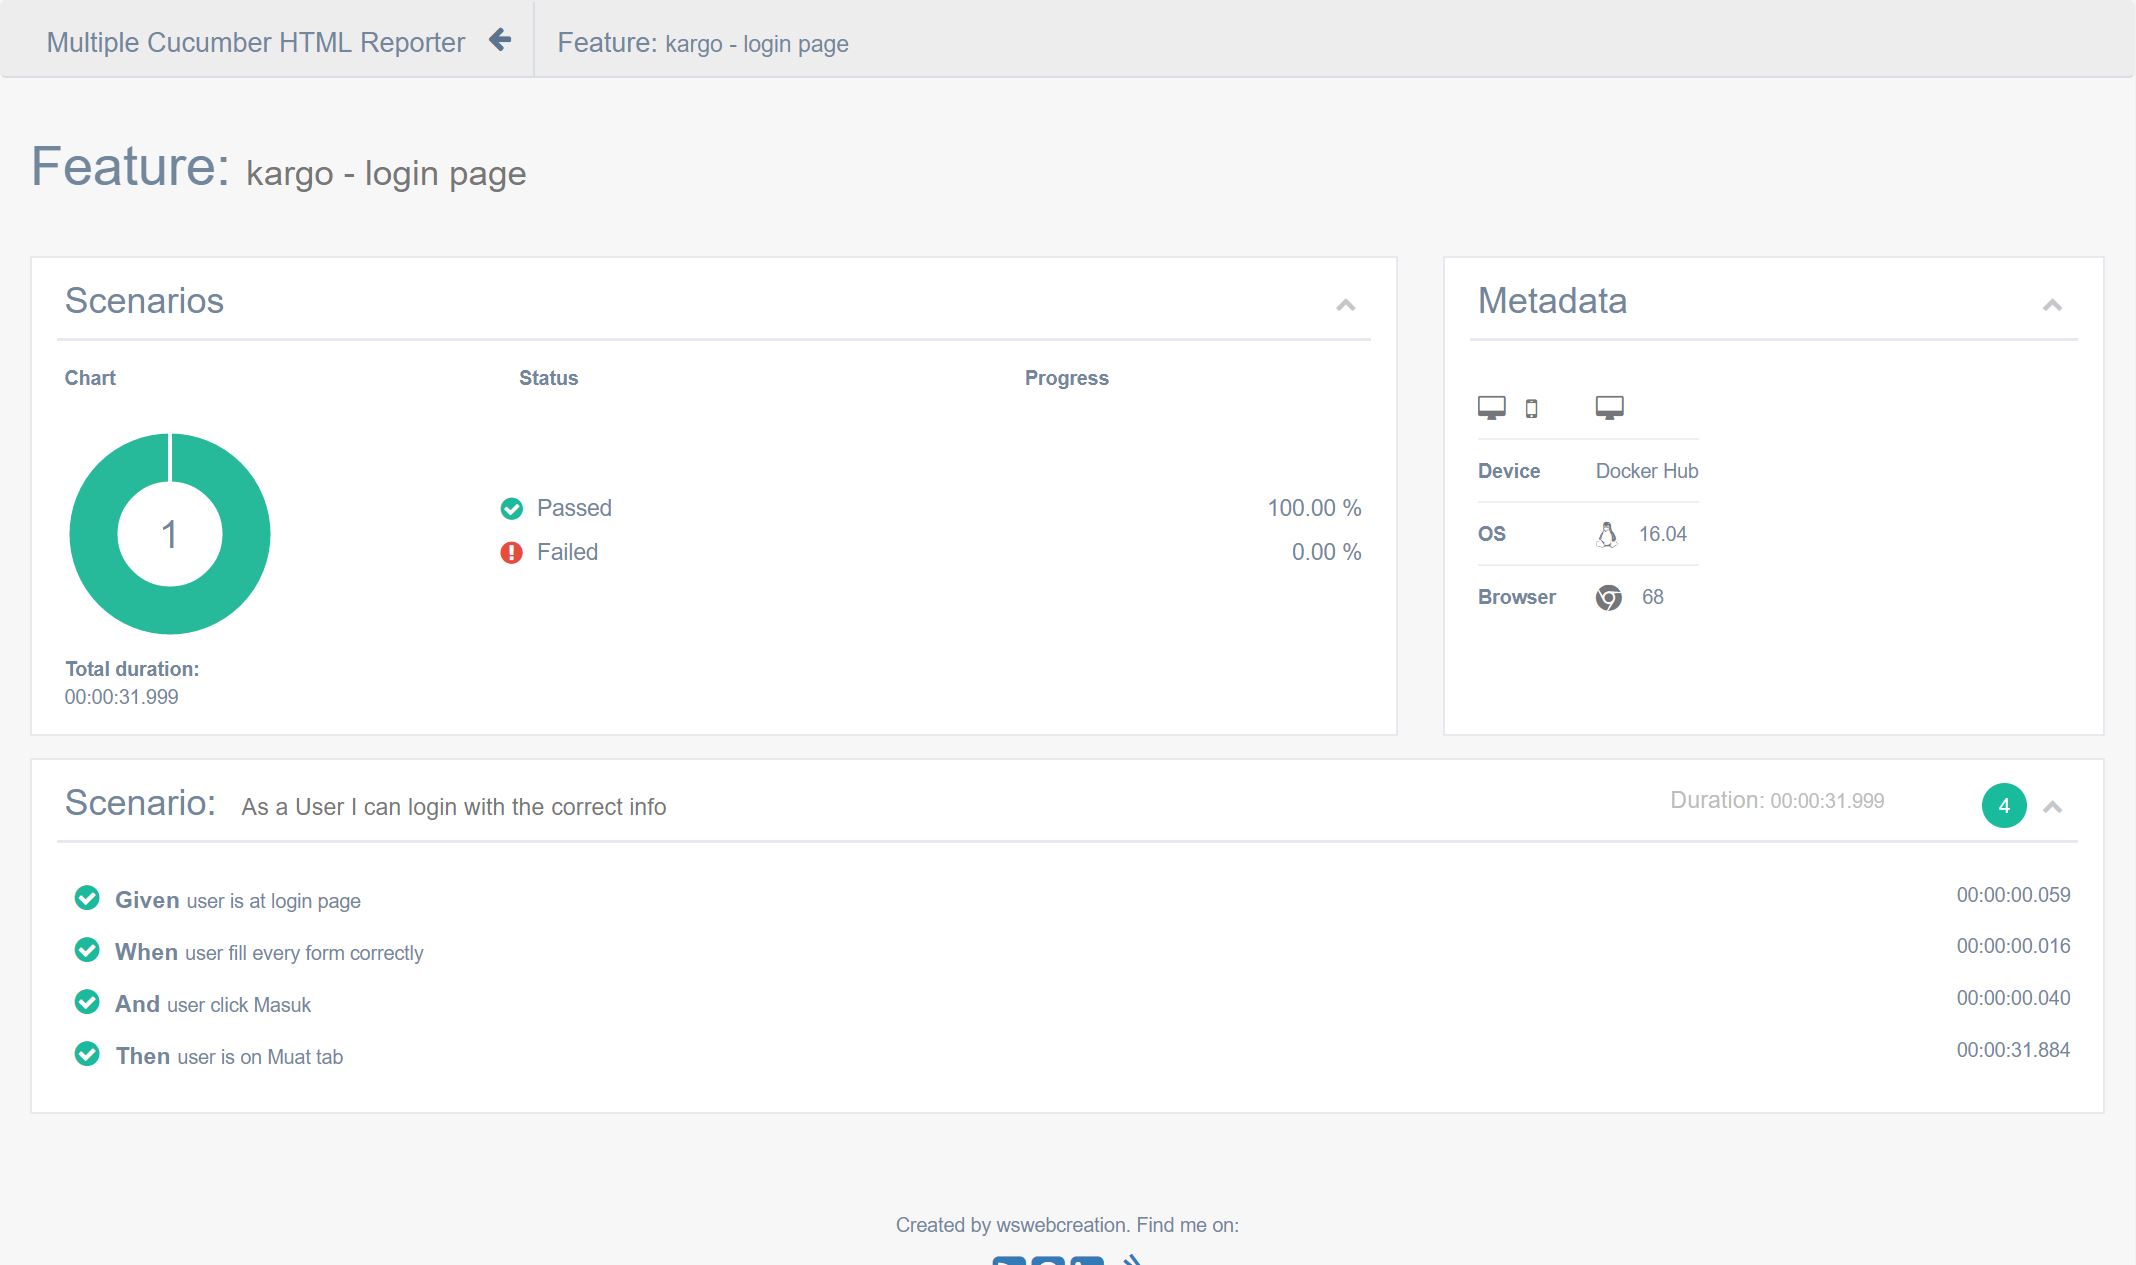 Multiple Cucumber HTML Reporter
Feature: kargo - login page
Feature: kargo - login page
Scenarios
Chart Status Progress
1
Passed 100.00 %
Failed 0.00 %
Total duration:
00:00:31.999
Metadata
Device Docker Hub
OS 16.04
Browser 68
Scenario: As a User I can login with the correct info Duration: 00:00:31.999 4
Given user is at login page 00:00:00.059
When user fill every form correctly 00:00:00.016
And user click Masuk 00:00:00.040
Then user is on Muat tab 00:00:31.884
Created by wswebcreation. Find me on: